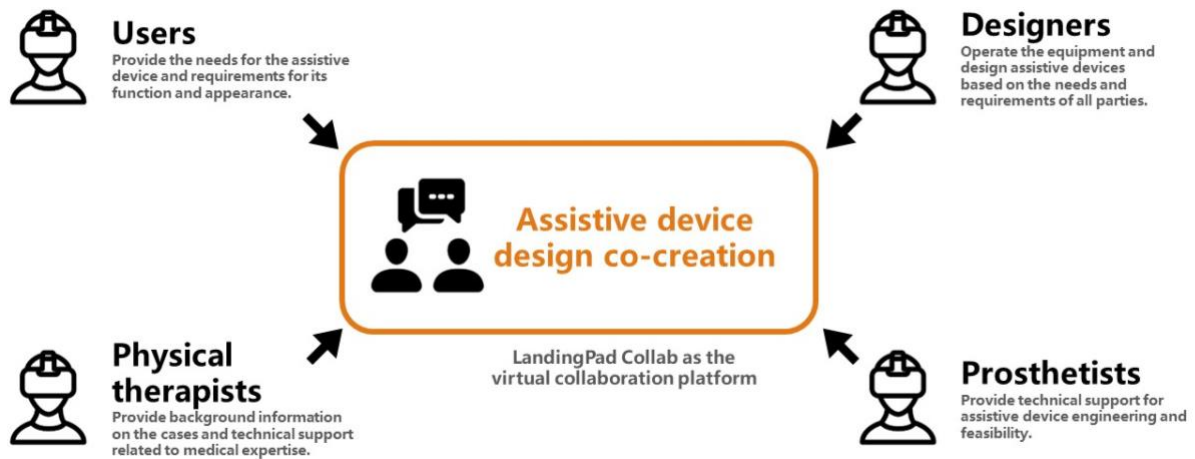 Users
Provide the needs for the assistive
device and requirements for its
function and appearance.
Designers
Operate the equipment and
design assistive devices
based on the needs and
requirements of all parties.
Assistive device
design co-creation
LandingPad Collab as the
virtual collaboration platform
Physical
therapists
Provide background information
on the cases and technical support
related to medical expertise.
Prosthetists
Provide technical support for
assistive device engineering and
feasibility.